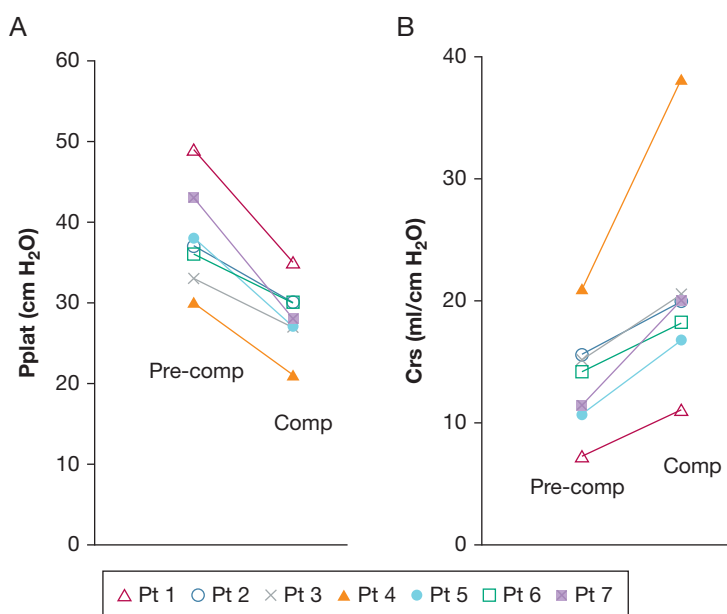 A
60
50
40
30
20
10
0
Pplat (cm H₂O)
Pre-comp
Comp
B
40
30
20
10
0
Crs (ml/cm H₂O)
Pre-comp
Comp
Pt 1 Pt 2 Pt 3 Pt 4 Pt 5 Pt 6 Pt 7